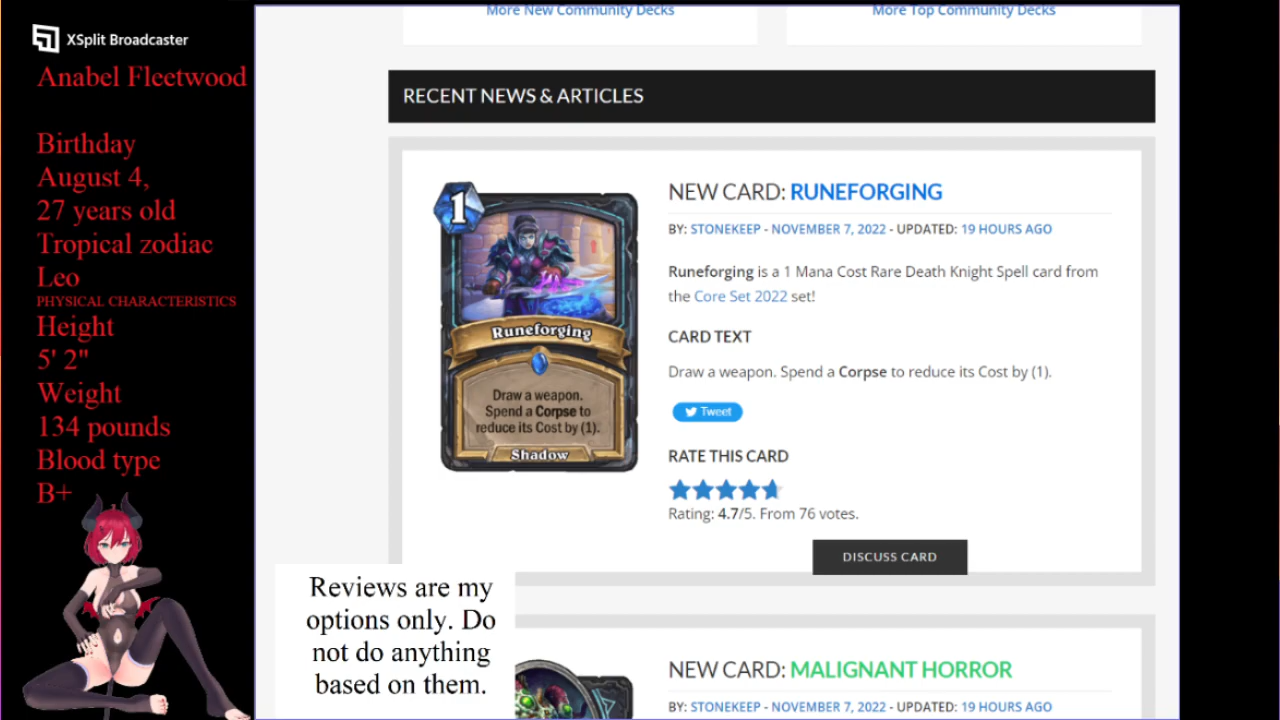 XSplit Broadcaster
Anabel Fleetwood
Birthday
August 4,
27 years old
Tropical zodiac
Leo
PHYSICAL CHARACTERISTICS
Height
5' 2"
Weight
134 pounds
Blood type
B+
More New Community Decks
More Top Community Decks
RECENT NEWS & ARTICLES
1
Runeforging
Draw a weapon.
Spend a Corpse to
reduce its Cost by (1).
Shadow
NEW CARD: RUNEFORGING
BY: STONEKEEP - NOVEMBER 7, 2022 - UPDATED: 19 HOURS AGO
Runeforging is a 1 Mana Cost Rare Death Knight Spell card from
the Core Set 2022 set!
CARD TEXT
Draw a weapon. Spend a Corpse to reduce its Cost by (1).
Tweet
RATE THIS CARD
Rating: 4.7/5. From 76 votes.
DISCUSS CARD
Reviews are my
options only. Do
not do anything
based on them.
NEW CARD: MALIGNANT HORROR
BY: STONEKEEP - NOVEMBER 7, 2022 - UPDATED: 19 HOURS AGO